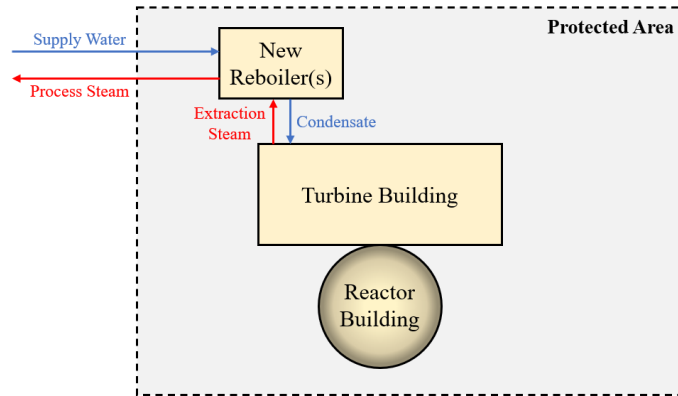 Protected Area
Supply Water
New
Reboiler(s)
Process Steam
Extraction
Steam
Condensate
Turbine Building
Reactor
Building